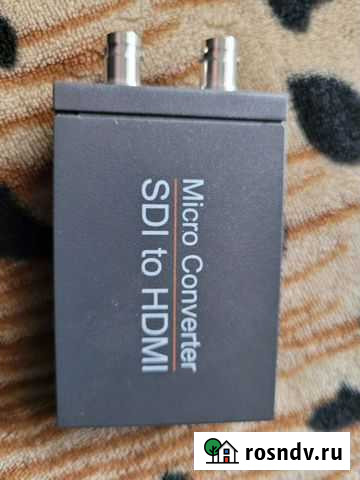 Micro Converter
SDI to HDMI
rosndv.ru